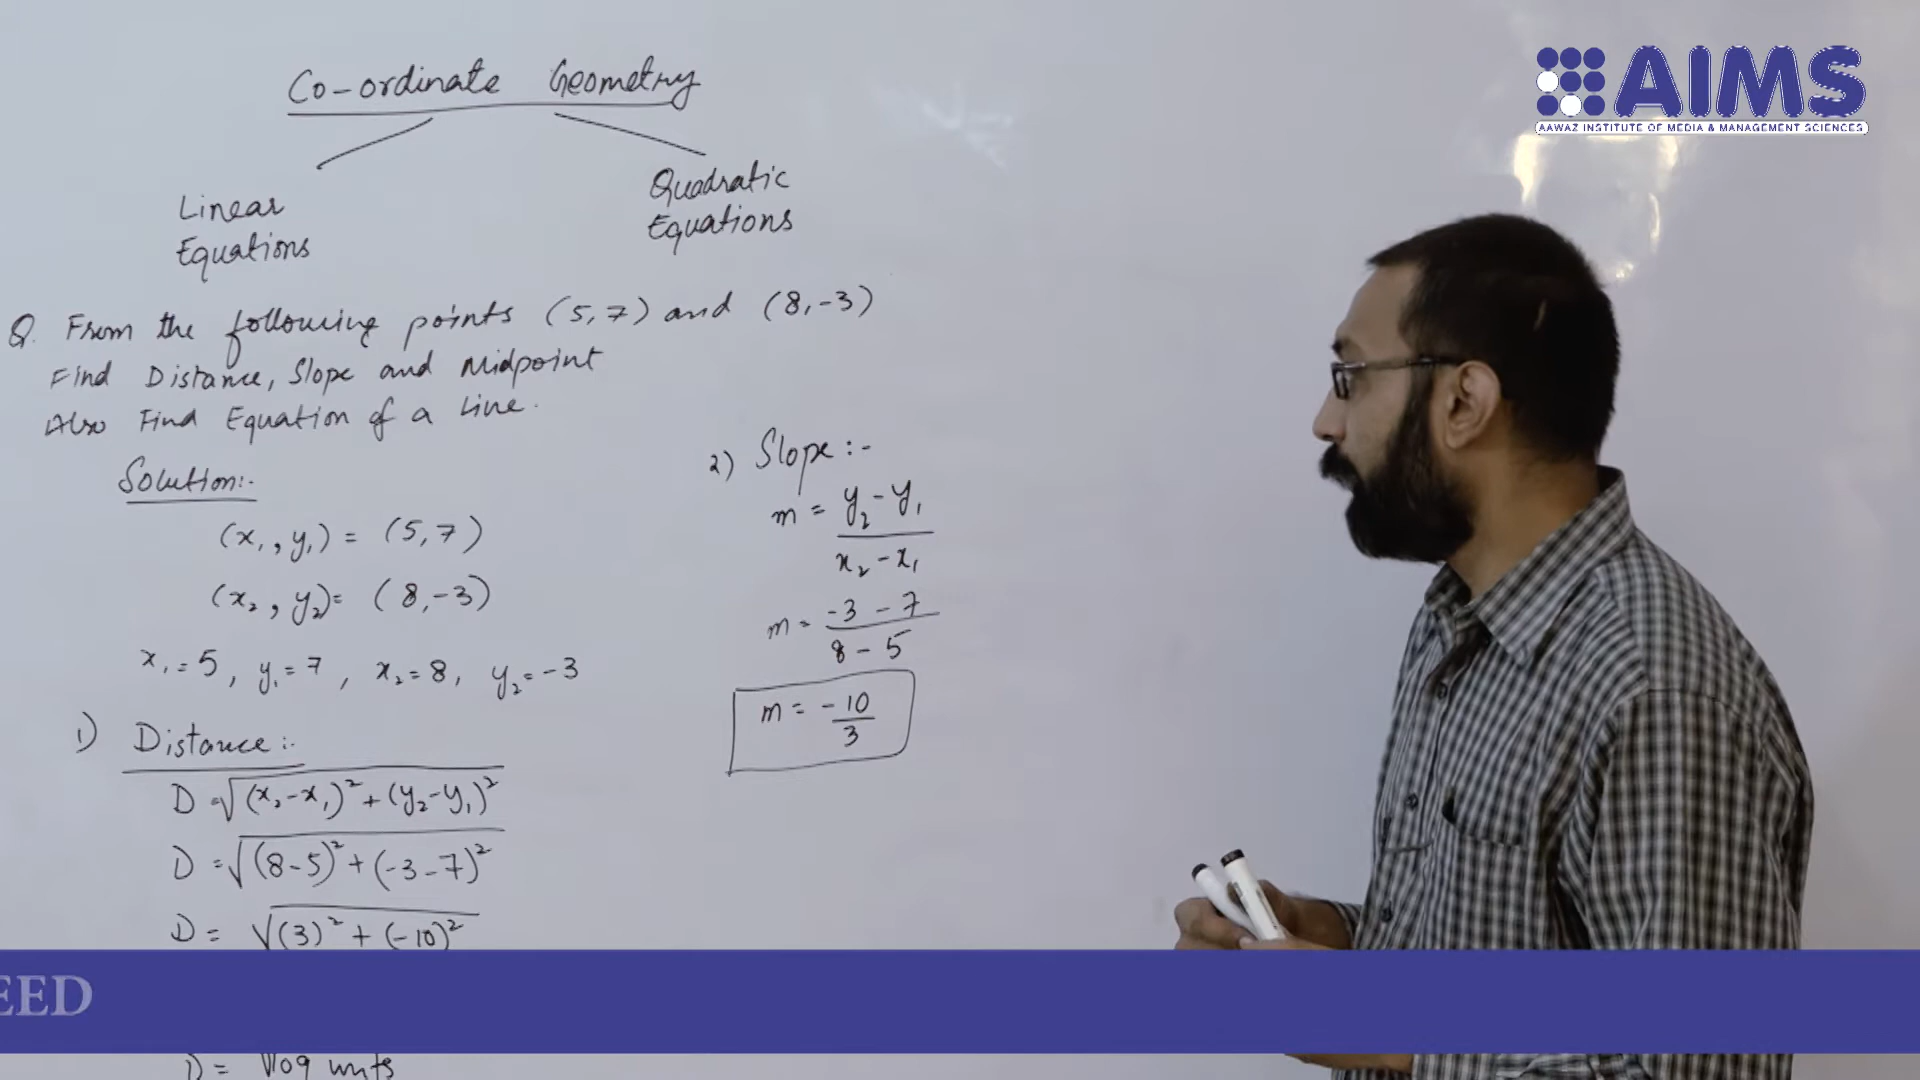 Co-ordinate Geometry
Linear
Equations
Quadratic
Equations
Q. From the following points (5,7) and (8,-3)
Find Distance, Slope and Midpoint
Also Find Equation of a Line.
Solution:-
(x₁, y₁) = (5,7)
(x₂, y₂) = (8,-3)
x₁=5, y₁=7, x₂=8, y₂=-3
1) Distance:-
D = √(x₂-x₁)²+(y₂-y₁)²
D = √(8-5)²+(-3-7)²
D = √(3)²+(-10)²
D = √109 units
2) Slope:-
m = y₂-y₁
x₂-x₁
m = -3-7
8-5
m = -10
3
AIMS
AAWAZ INSTITUTE OF MEDIA & MANAGEMENT SCIENCES
EED